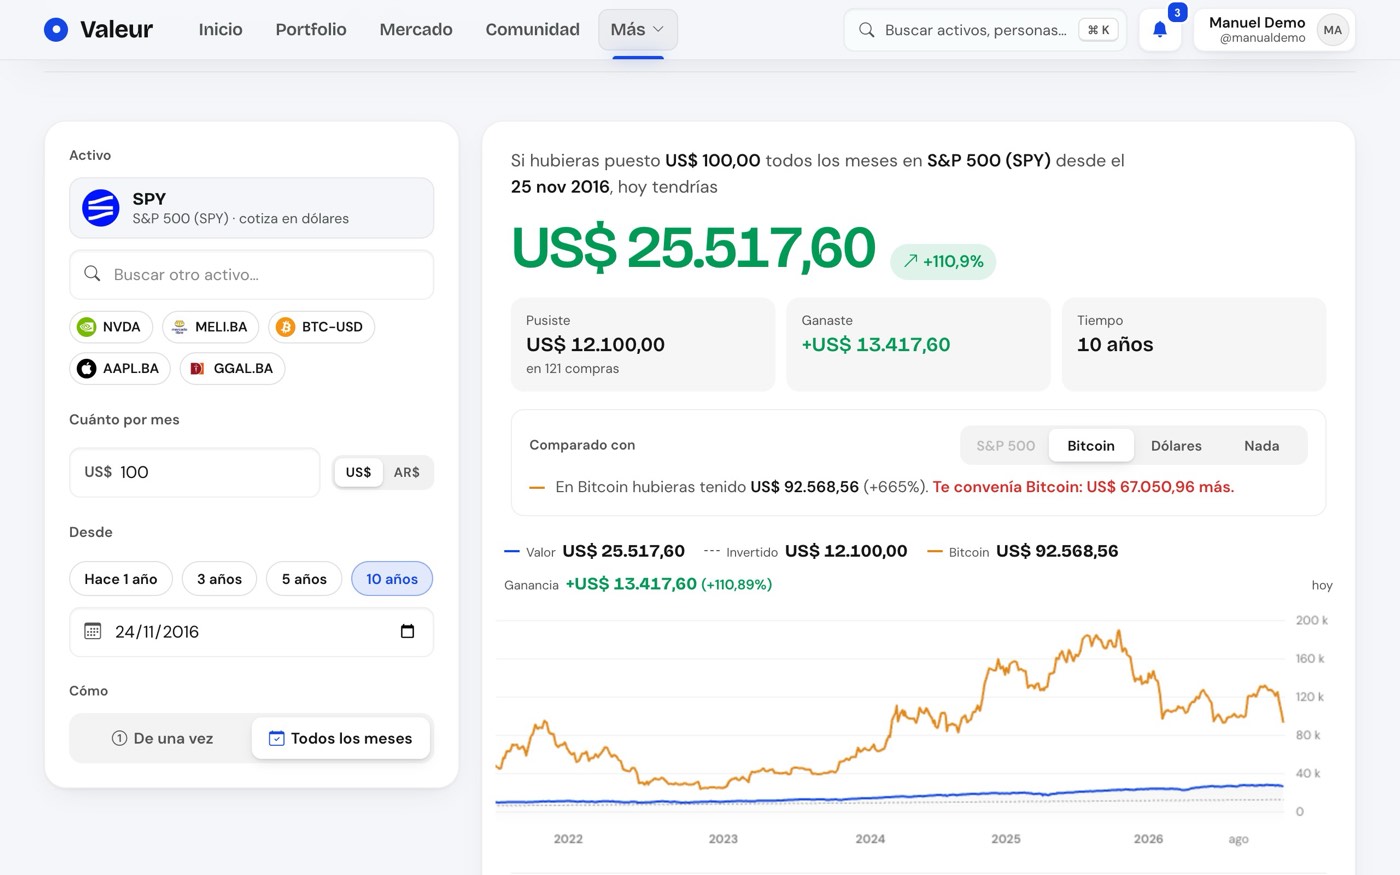 Valeur
Inicio
Portfolio
Mercado
Comunidad
Más
Buscar activos, personas...
⌘ K
3
Manuel Demo
@manualdemo
MA
Activo
SPY
S&P 500 (SPY) · cotiza en dólares
Buscar otro activo...
NVDA
MELI.BA
BTC-USD
AAPL.BA
GGAL.BA
Cuánto por mes
US$ 100
US$
AR$
Desde
Hace 1 año
3 años
5 años
10 años
24/11/2016
Cómo
1 De una vez
Todos los meses
Si hubieras puesto US$ 100,00 todos los meses en S&P 500 (SPY) desde el
25 nov 2016, hoy tendrías
US$ 25.517,60
↗ +110,9%
Pusiste
US$ 12.100,00
en 121 compras
Ganaste
+US$ 13.417,60
Tiempo
10 años
Comparado con
S&P 500
Bitcoin
Dólares
Nada
En Bitcoin hubieras tenido US$ 92.568,56 (+665%). Te convenía Bitcoin: US$ 67.050,96 más.
Valor US$ 25.517,60
Invertido US$ 12.100,00
Bitcoin US$ 92.568,56
Ganancia +US$ 13.417,60 (+110,89%)
hoy
200 k
160 k
120 k
80 k
40 k
0
2022
2023
2024
2025
2026
ago